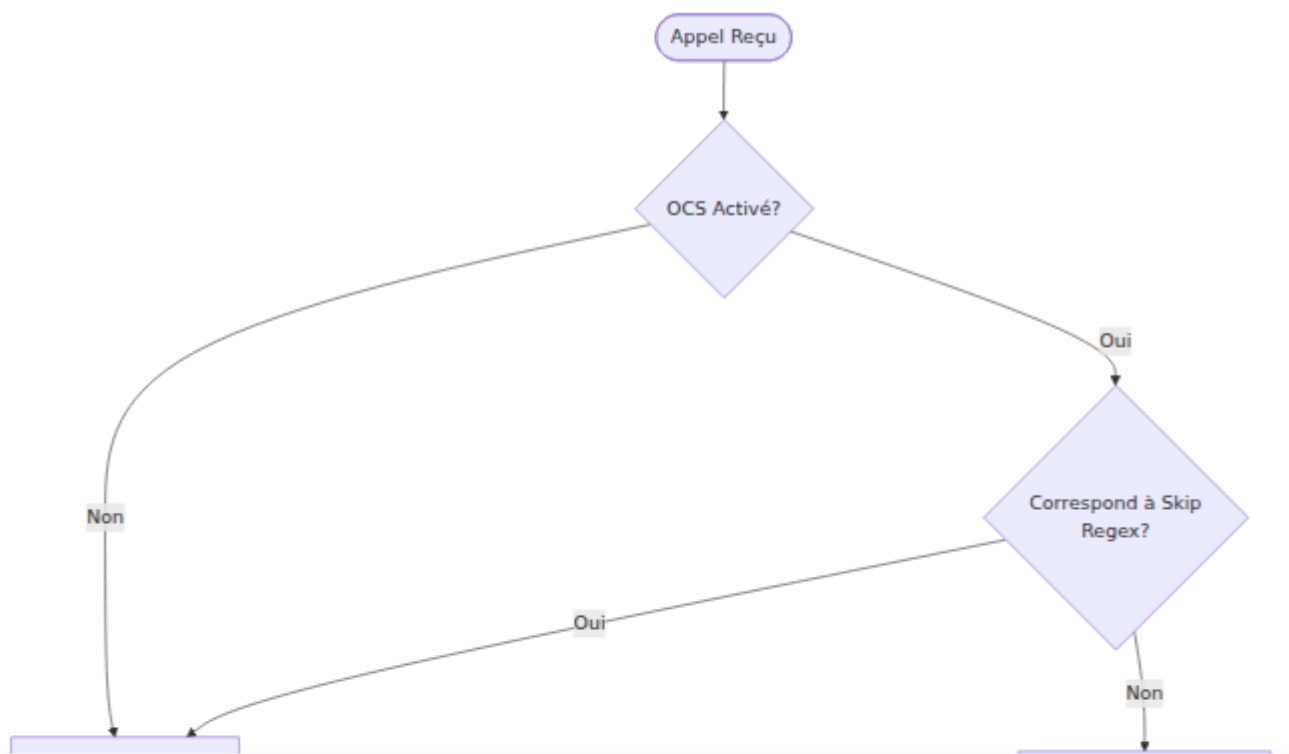 Appel Reçu
OCS Activé?
Oui
Correspond à Skip
Regex?
Non
Oui
Non